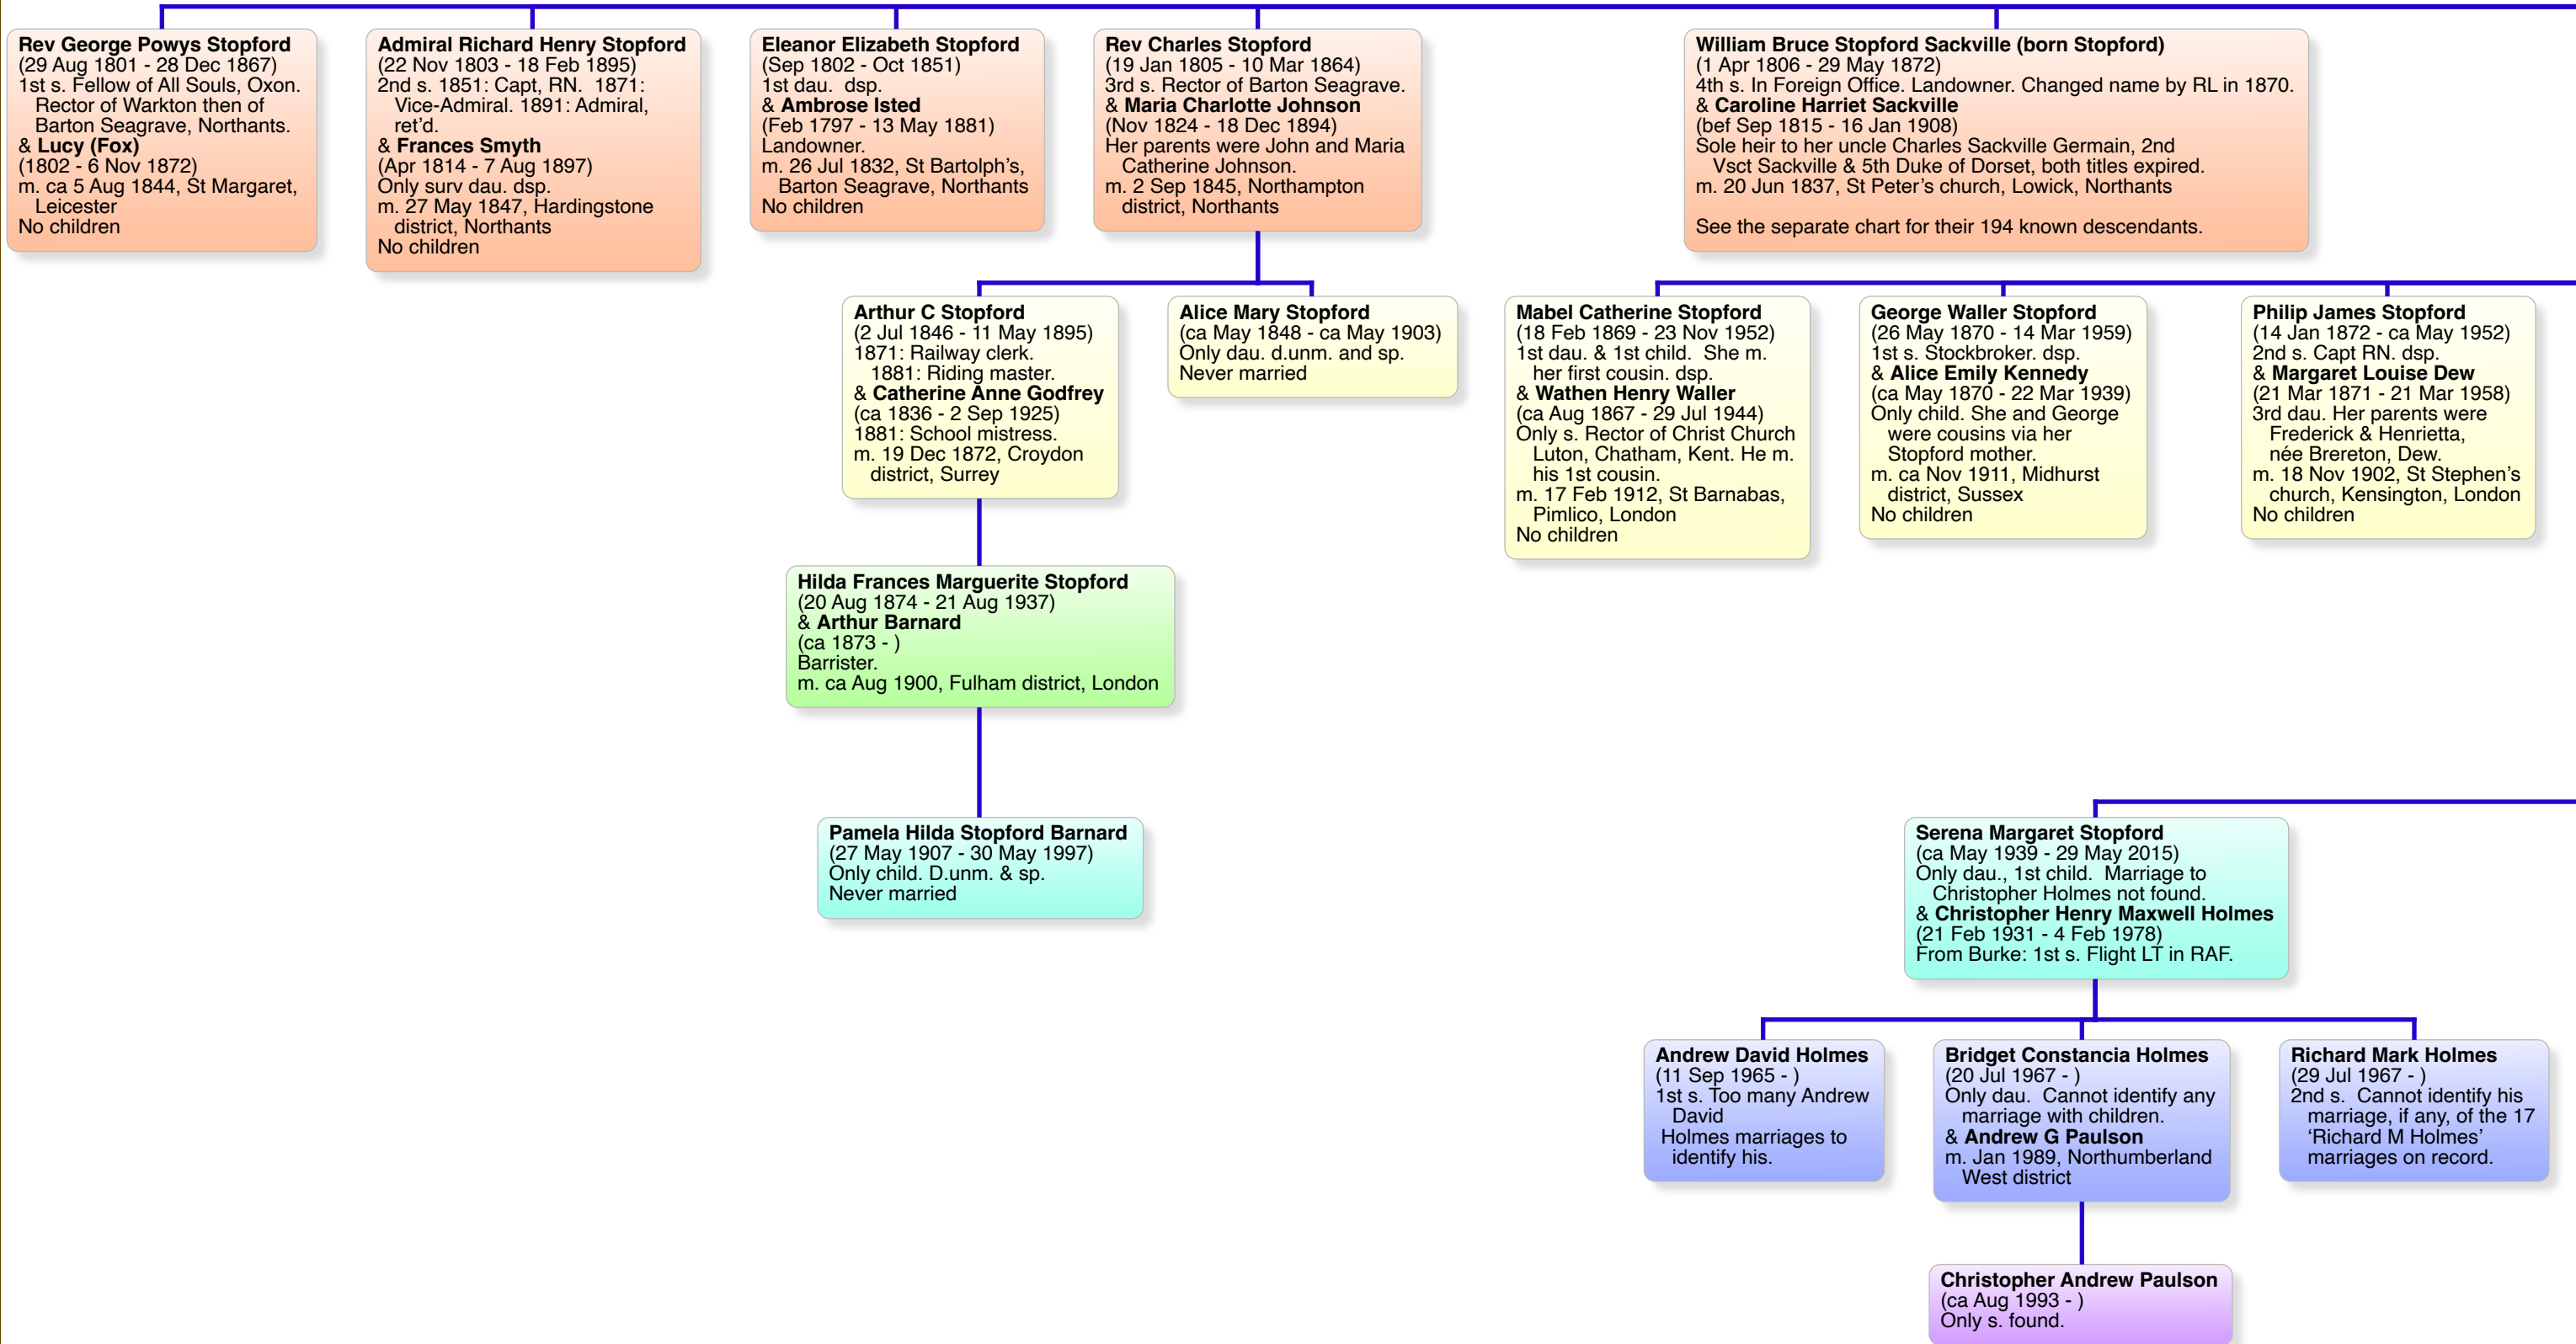 Rev George Powys Stopford
(29 Aug 1801 - 28 Dec 1867)
1st s. Fellow of All Souls, Oxon.
Rector of Warkton then of
Barton Seagrave, Northants.
& Lucy (Fox)
(1802 - 6 Nov 1872)
m. ca 5 Aug 1844, St Margaret,
Leicester
No children
Admiral Richard Henry Stopford
(22 Nov 1803 - 18 Feb 1895)
2nd s. 1851: Capt, RN.  1871:
Vice-Admiral. 1891: Admiral,
ret’d.
& Frances Smyth
(Apr 1814 - 7 Aug 1897)
Only surv dau. dsp.
m. 27 May 1847, Hardingstone
district, Northants
No children
Eleanor Elizabeth Stopford
(Sep 1802 - Oct 1851)
1st dau.  dsp.
& Ambrose Isted
(Feb 1797 - 13 May 1881)
Landowner.
m. 26 Jul 1832, St Bartolph’s,
Barton Seagrave, Northants
No children
Rev Charles Stopford
(19 Jan 1805 - 10 Mar 1864)
3rd s. Rector of Barton Seagrave.
& Maria Charlotte Johnson
(Nov 1824 - 18 Dec 1894)
Her parents were John and Maria
Catherine Johnson.
m. 2 Sep 1845, Northampton
district, Northants
William Bruce Stopford Sackville (born Stopford)
(1 Apr 1806 - 29 May 1872)
4th s. In Foreign Office. Landowner. Changed name by RL in 1870.
& Caroline Harriet Sackville
(bef Sep 1815 - 16 Jan 1908)
Sole heir to her uncle Charles Sackville Germain, 2nd
Vsct Sackville & 5th Duke of Dorset, both titles expired.
m. 20 Jun 1837, St Peter’s church, Lowick, Northants
See the separate chart for their 194 known descendants.
Arthur C Stopford
(2 Jul 1846 - 11 May 1895)
1871: Railway clerk.
1881: Riding master.
& Catherine Anne Godfrey
(ca 1836 - 2 Sep 1925)
1881: School mistress.
m. 19 Dec 1872, Croydon
district, Surrey
Alice Mary Stopford
(ca May 1848 - ca May 1903)
Only dau. d.unm. and sp.
Never married
Mabel Catherine Stopford
(18 Feb 1869 - 23 Nov 1952)
1st dau. & 1st child.  She m.
her first cousin. dsp.
& Wathen Henry Waller
(ca Aug 1867 - 29 Jul 1944)
Only s. Rector of Christ Church
Luton, Chatham, Kent. He m.
his 1st cousin.
m. 17 Feb 1912, St Barnabas,
Pimlico, London
No children
George Waller Stopford
(26 May 1870 - 14 Mar 1959)
1st s. Stockbroker. dsp.
& Alice Emily Kennedy
(ca May 1870 - 22 Mar 1939)
Only child. She and George
were cousins via her
Stopford mother.
m. ca Nov 1911, Midhurst
district, Sussex
No children
Philip James Stopford
(14 Jan 1872 - ca May 1952)
2nd s. Capt RN. dsp.
& Margaret Louise Dew
(21 Mar 1871 - 21 Mar 1958)
3rd dau. Her parents were
Frederick & Henrietta,
née Brereton, Dew.
m. 18 Nov 1902, St Stephen’s
church, Kensington, London
No children
Hilda Frances Marguerite Stopford
(20 Aug 1874 - 21 Aug 1937)
& Arthur Barnard
(ca 1873 - )
Barrister.
m. ca Aug 1900, Fulham district, London
Pamela Hilda Stopford Barnard
(27 May 1907 - 30 May 1997)
Only child. D.unm. & sp.
Never married
Serena Margaret Stopford
(ca May 1939 - 29 May 2015)
Only dau., 1st child.  Marriage to
Christopher Holmes not found.
& Christopher Henry Maxwell Holmes
(21 Feb 1931 - 4 Feb 1978)
From Burke: 1st s. Flight LT in RAF.
Andrew David Holmes
(11 Sep 1965 - )
1st s. Too many Andrew
David
Holmes marriages to
identify his.
Bridget Constancia Holmes
(20 Jul 1967 - )
Only dau.  Cannot identify any
marriage with children.
& Andrew G Paulson
m. Jan 1989, Northumberland
West district
Richard Mark Holmes
(29 Jul 1967 - )
2nd s.  Cannot identify his
marriage, if any, of the 17
‘Richard M Holmes’
marriages on record.
Christopher Andrew Paulson
(ca Aug 1993 - )
Only s. found.